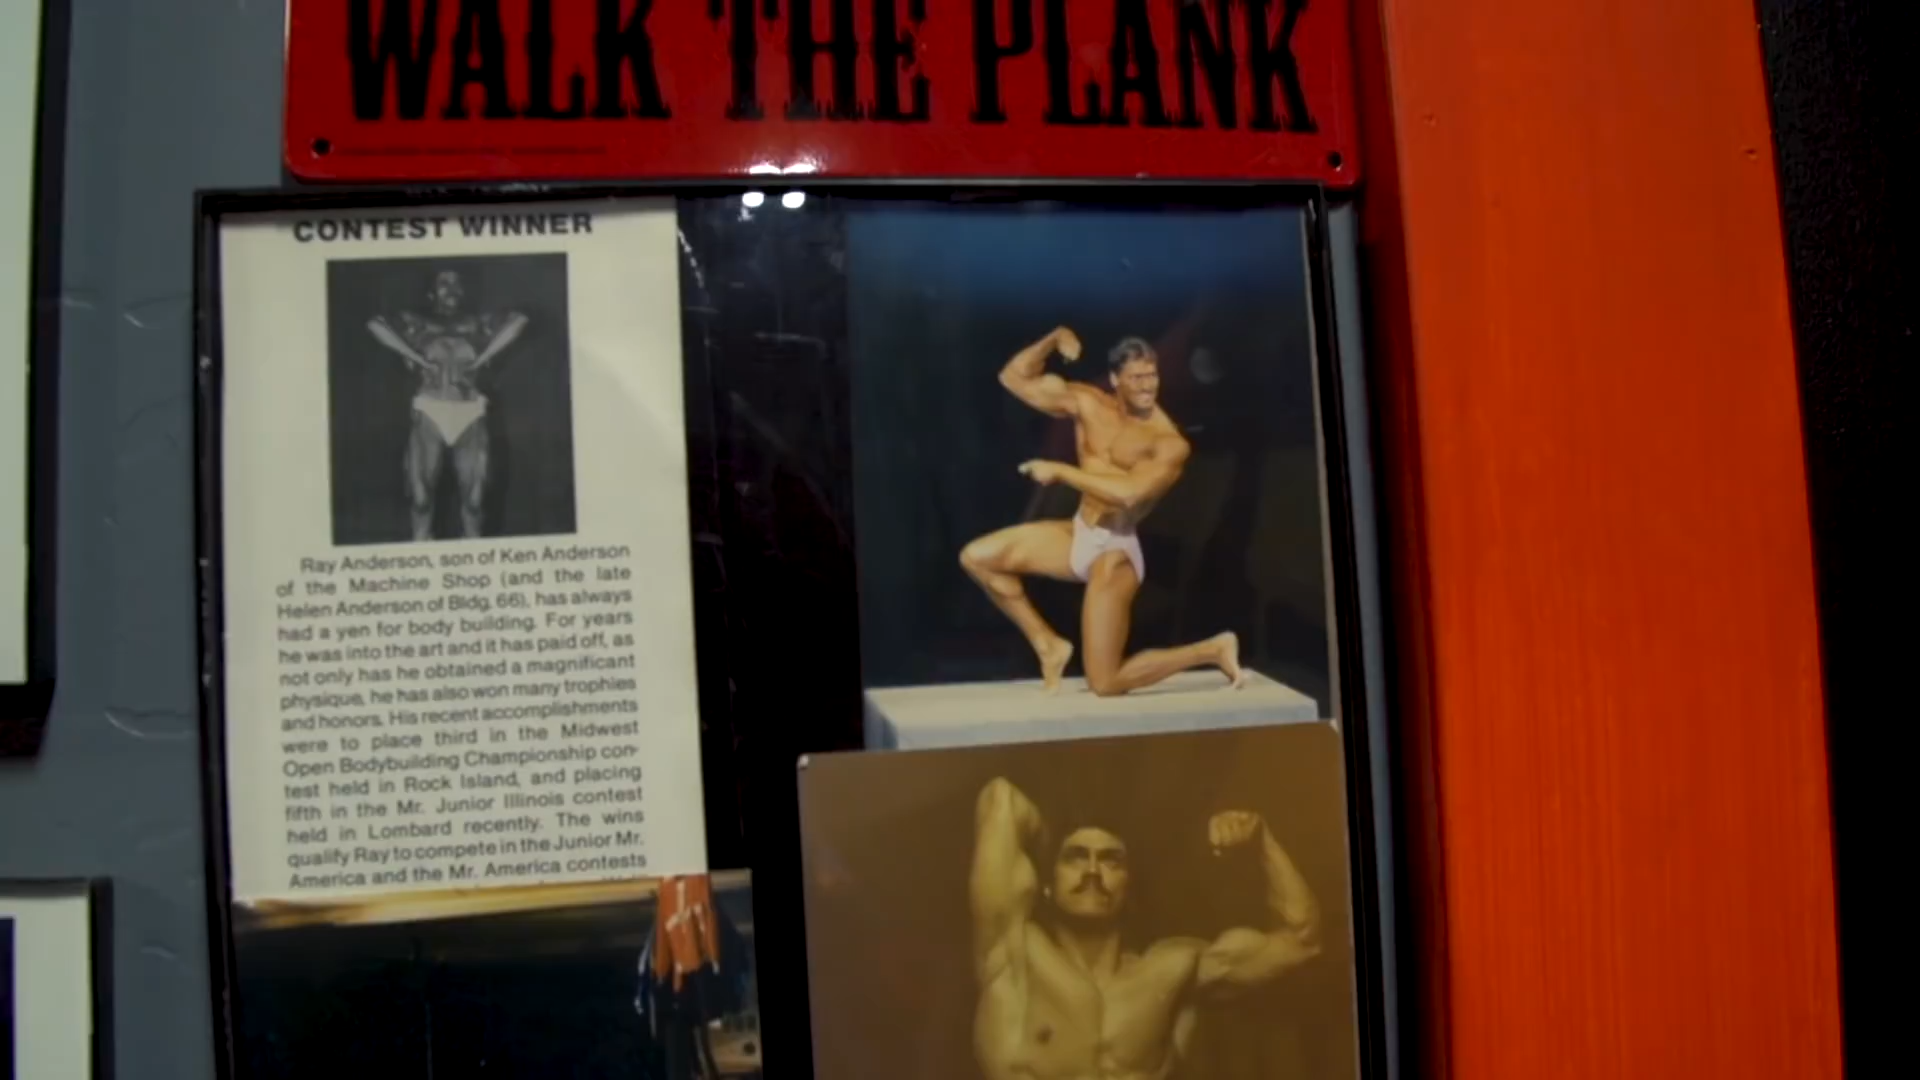 WALK THE PLANK
CONTEST WINNER
Ray Anderson, son of Ken Anderson
of the Machine Shop (and the late
Helen Anderson of Bldg. 66), has always
had a yen for body building. For years
he was into the art and it has paid off, as
not only has he obtained a magnificant
physique, he has also won many trophies
and honors. His recent accomplishments
were to place third in the Midwest
Open Bodybuilding Championship con-
test held in Rock Island, and placing
fifth in the Mr. Junior Illinois contest
held in Lombard recently. The wins
qualify Ray to compete in the Junior Mr.
America and the Mr. America contests